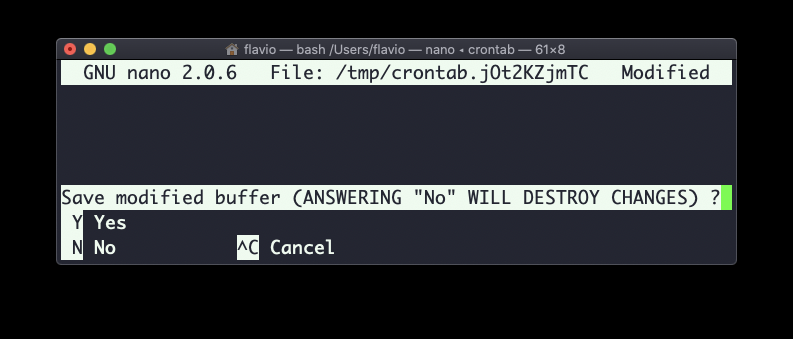 flavio — bash /Users/flavio — nano ◂ crontab — 61×8
GNU nano 2.0.6 File: /tmp/crontab.jOt2KZjmTC Modified
Save modified buffer (ANSWERING "No" WILL DESTROY CHANGES) ?
Y Yes
N No ^C Cancel